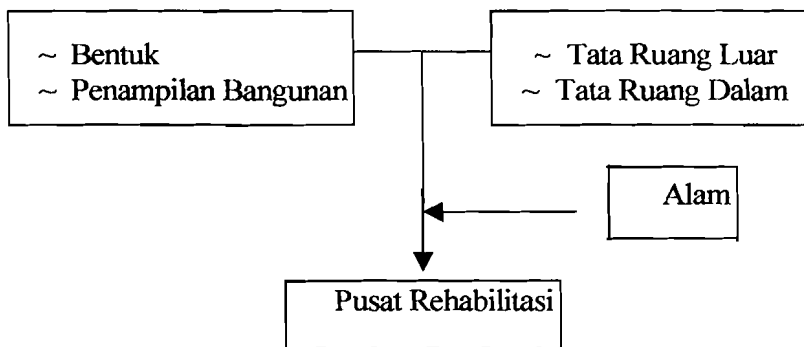 ~ Bentuk
~ Penampilan Bangunan
~ Tata Ruang Luar
~ Tata Ruang Dalam
Alam
Pusat Rehabilitasi